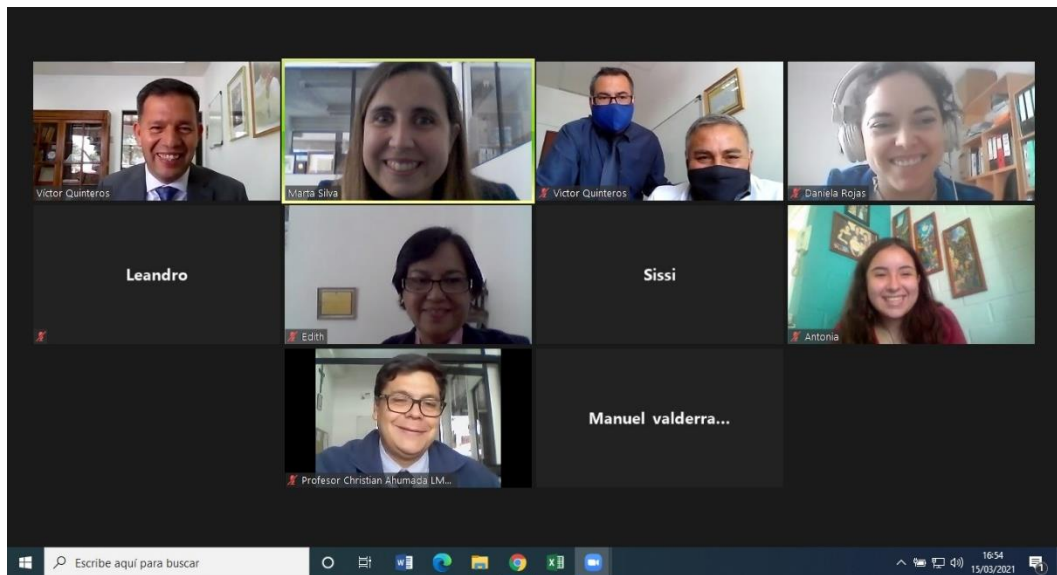 Víctor Quinteros
Marta Silva
Victor Quinteros
Daniela Rojas
Leandro
Edith
Sissi
Antonia
Profesor Christian Ahumada LM...
Manuel valderra...
Escribe aquí para buscar
16:54
15/03/2021